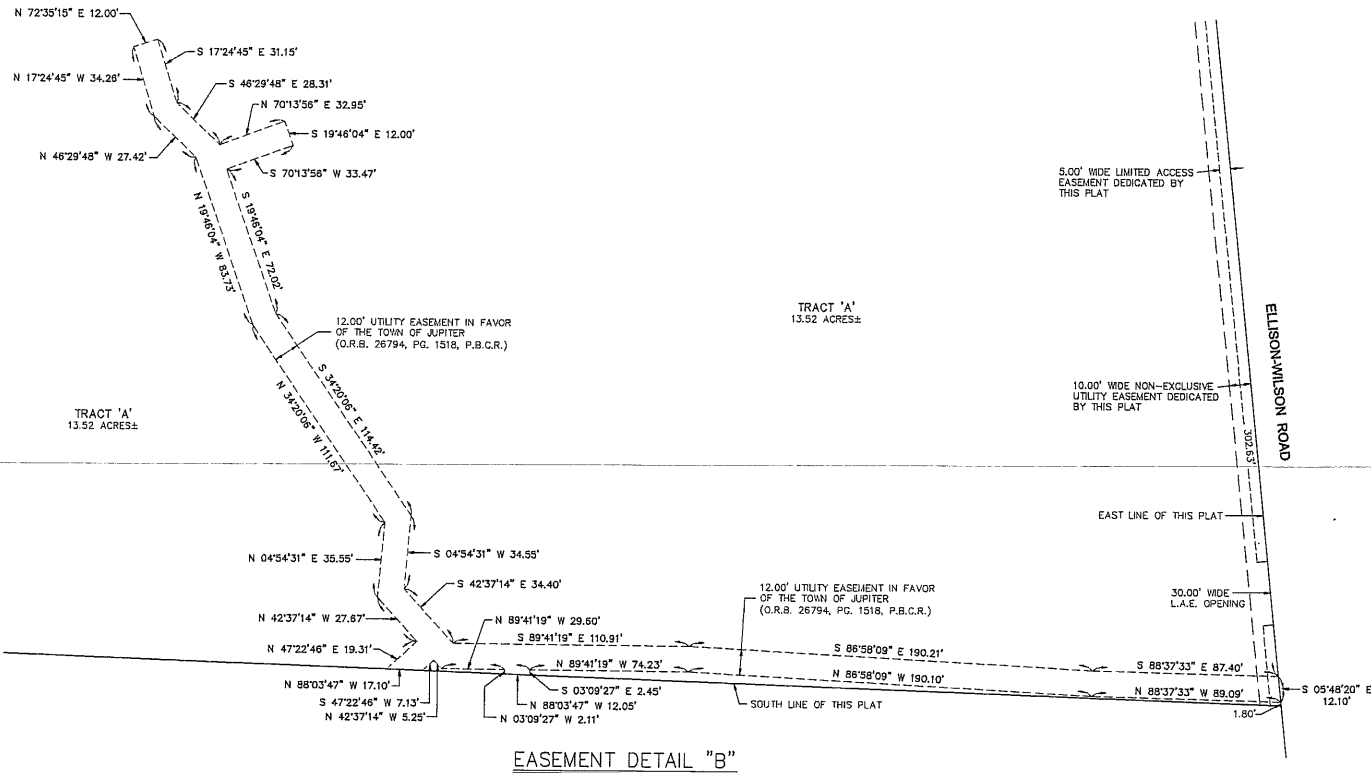 N 72°35'15" E 12.00'
S 17°24'45" E 31.15'
N 17°24'45" W 34.26'
S 46°29'48" E 28.31'
N 70°13'56" E 32.95'
S 19°46'04" E 12.00'
N 46°29'48" W 27.42'
S 70°13'56" W 33.47'
5.00' WIDE LIMITED ACCESS
EASEMENT DEDICATED BY
THIS PLAT
N 19°46'04" W 83.73'
S 19°46'04" E 72.02'
TRACT 'A'
13.52 ACRES±
12.00' UTILITY EASEMENT IN FAVOR
OF THE TOWN OF JUPITER
(O.R.B. 26794, PG. 1518, P.B.C.R.)
ELLISON-WILSON ROAD
S 34°20'06" E 114.42'
N 34°20'06" W 111.67'
10.00' WIDE NON-EXCLUSIVE
UTILITY EASEMENT DEDICATED
BY THIS PLAT
302.63'
TRACT 'A'
13.52 ACRES±
EAST LINE OF THIS PLAT
N 04°54'31" E 35.55'
S 04°54'31" W 34.55'
S 42°37'14" E 34.40'
12.00' UTILITY EASEMENT IN FAVOR
OF THE TOWN OF JUPITER
(O.R.B. 26794, PG. 1518, P.B.C.R.)
30.00' WIDE
L.A.E. OPENING
N 42°37'14" W 27.67'
N 89°41'19" W 29.60'
S 89°41'19" E 110.91'
N 47°22'46" E 19.31'
S 86°58'09" E 190.21'
S 88°37'33" E 87.40'
N 89°41'19" W 74.23'
N 86°58'09" W 190.10'
N 88°37'33" W 89.09'
S 05°48'20" E
12.10'
N 88°03'47" W 17.10'
S 03°09'27" E 2.45'
S 47°22'46" W 7.13'
N 88°03'47" W 12.05'
SOUTH LINE OF THIS PLAT
1.80'
N 42°37'14" W 5.25'
N 03°09'27" W 2.11'
EASEMENT DETAIL "B"